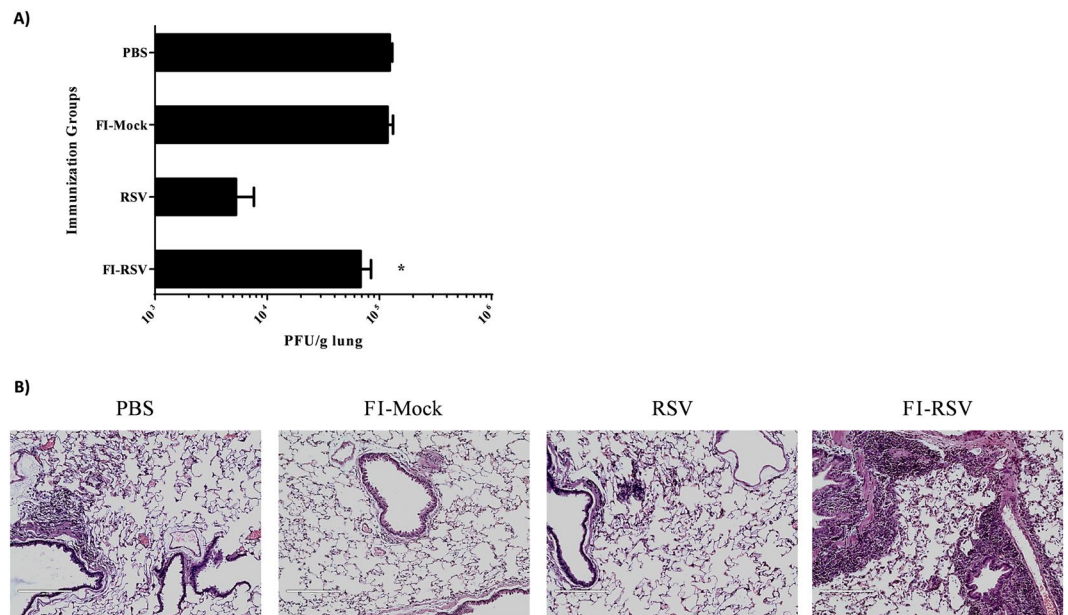 A)
Immunization Groups
PBS
FI-Mock
RSV
FI-RSV
*
10³ 10⁴ 10⁵ 10⁶
PFU/g lung
B)
PBS FI-Mock RSV FI-RSV